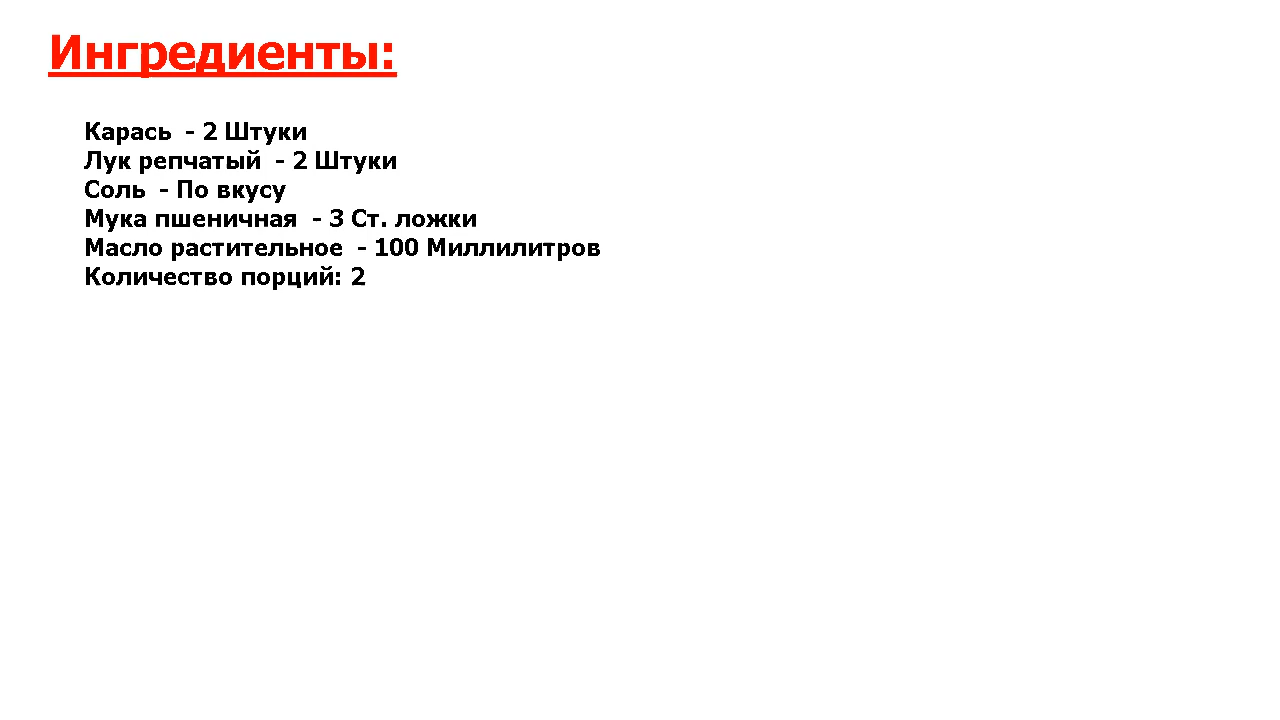 Ингредиенты:
Карась  - 2 Штуки
Лук репчатый  - 2 Штуки
Соль  - По вкусу
Мука пшеничная  - 3 Ст. ложки
Масло растительное  - 100 Миллилитров
Количество порций: 2